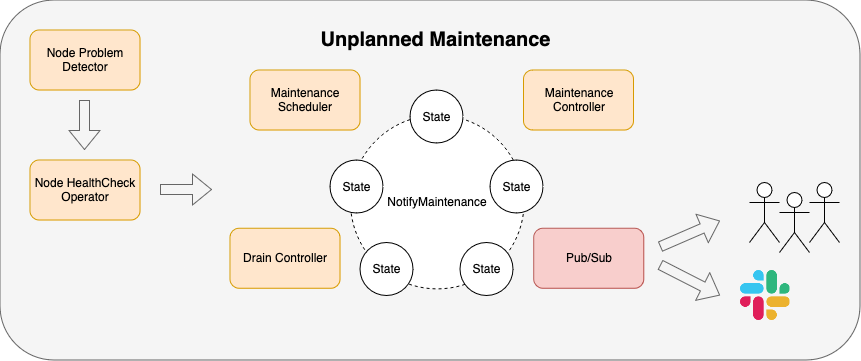 Unplanned Maintenance
Node Problem
Detector
Maintenance
Scheduler
Maintenance
Controller
State
Node HealthCheck
Operator
State
NotifyMaintenance
State
Drain Controller
State
State
Pub/Sub